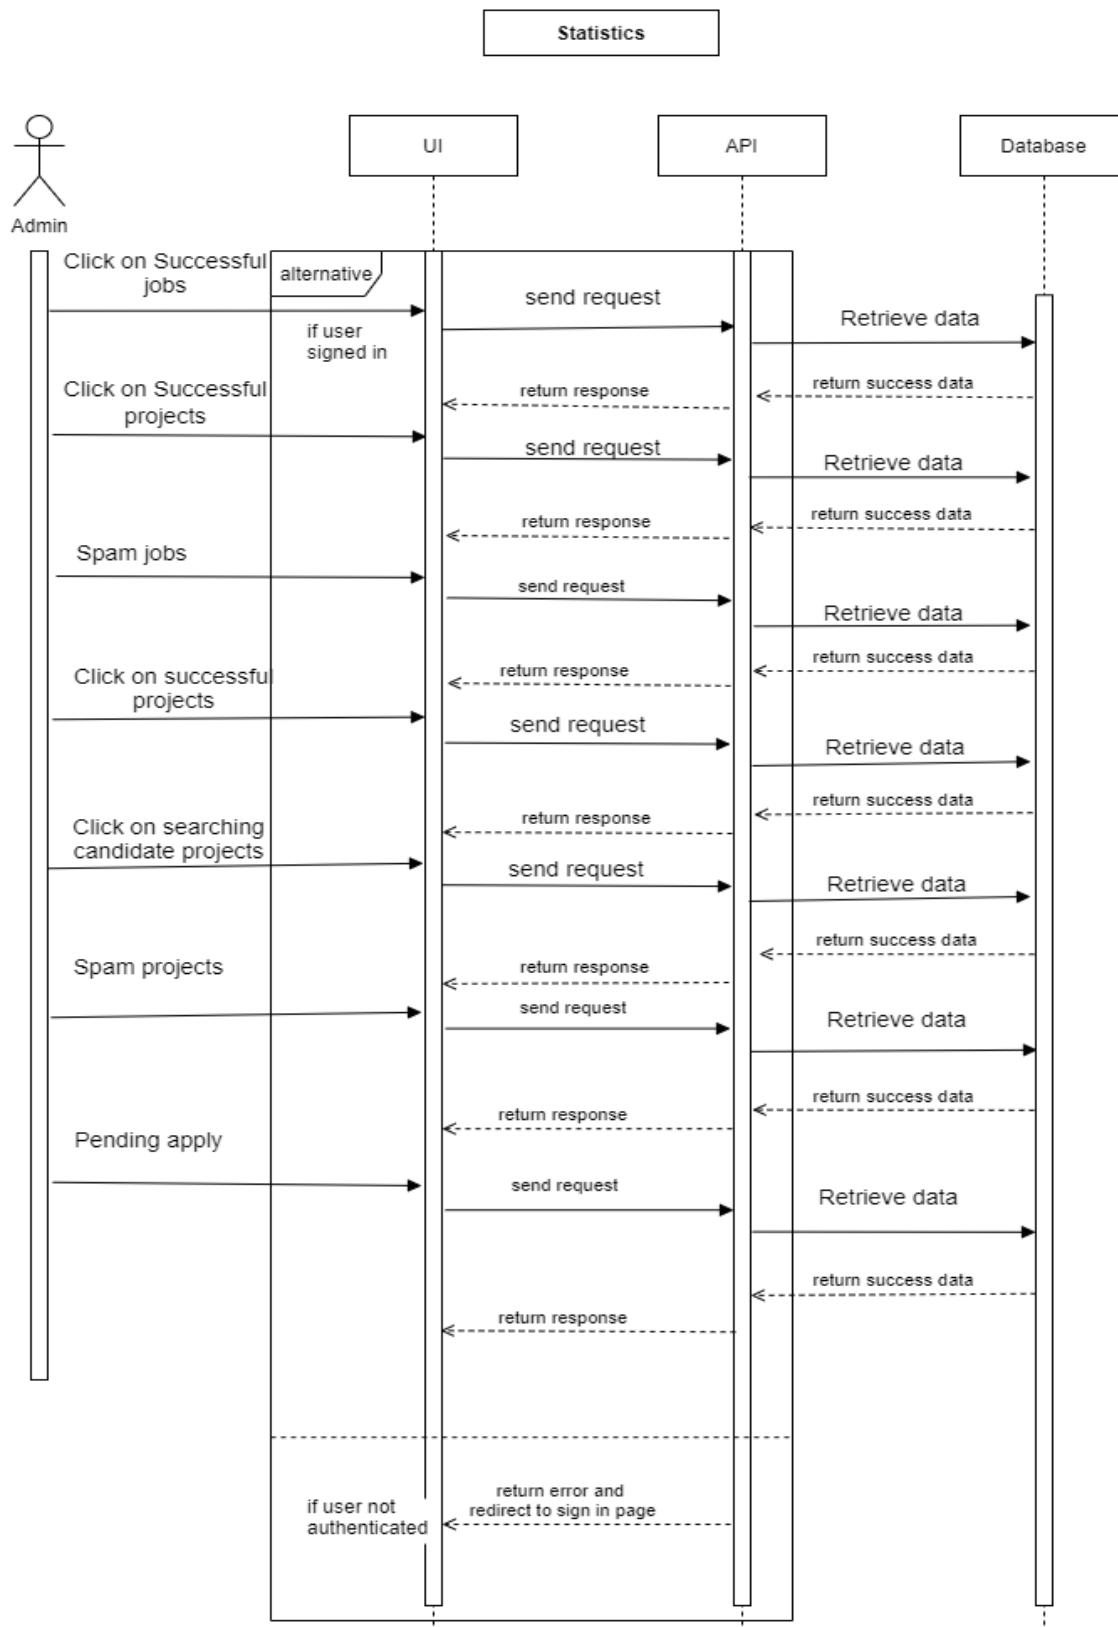 Statistics
UI
API
Database
Admin
Click on Successful
jobs
alternative
send request
Retrieve data
if user
signed in
return success data
return response
Click on Successful
projects
send request
Retrieve data
return success data
return response
Spam jobs
send request
Retrieve data
return success data
return response
Click on successful
projects
send request
Retrieve data
return success data
return response
Click on searching
candidate projects
send request
Retrieve data
return success data
return response
Spam projects
send request
Retrieve data
return success data
return response
Pending apply
send request
Retrieve data
return success data
return response
if user not
authenticated
return error and
redirect to sign in page